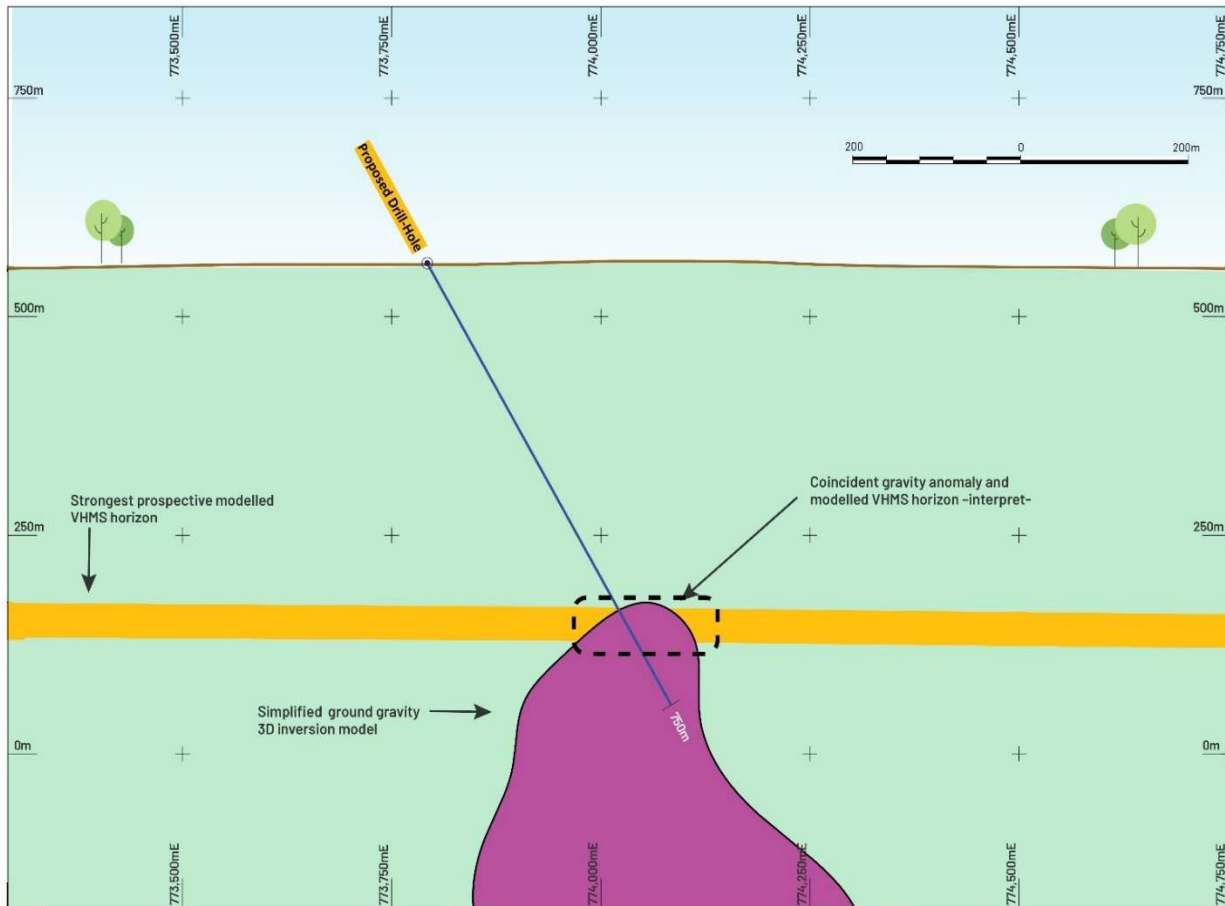 773,500mE
773,750mE
774,000mE
774,250mE
774,500mE
774,750mE
750m
750m
200
0
200m
Proposed Drill-Hole
500m
500m
Coincident gravity anomaly and
modelled VHMS horizon -interpret-
Strongest prospective modelled
VHMS horizon
250m
250m
Simplified ground gravity
3D inversion model
750m
0m
0m
773,500mE
773,750mE
774,000mE
774,250mE
774,500mE
774,750mE